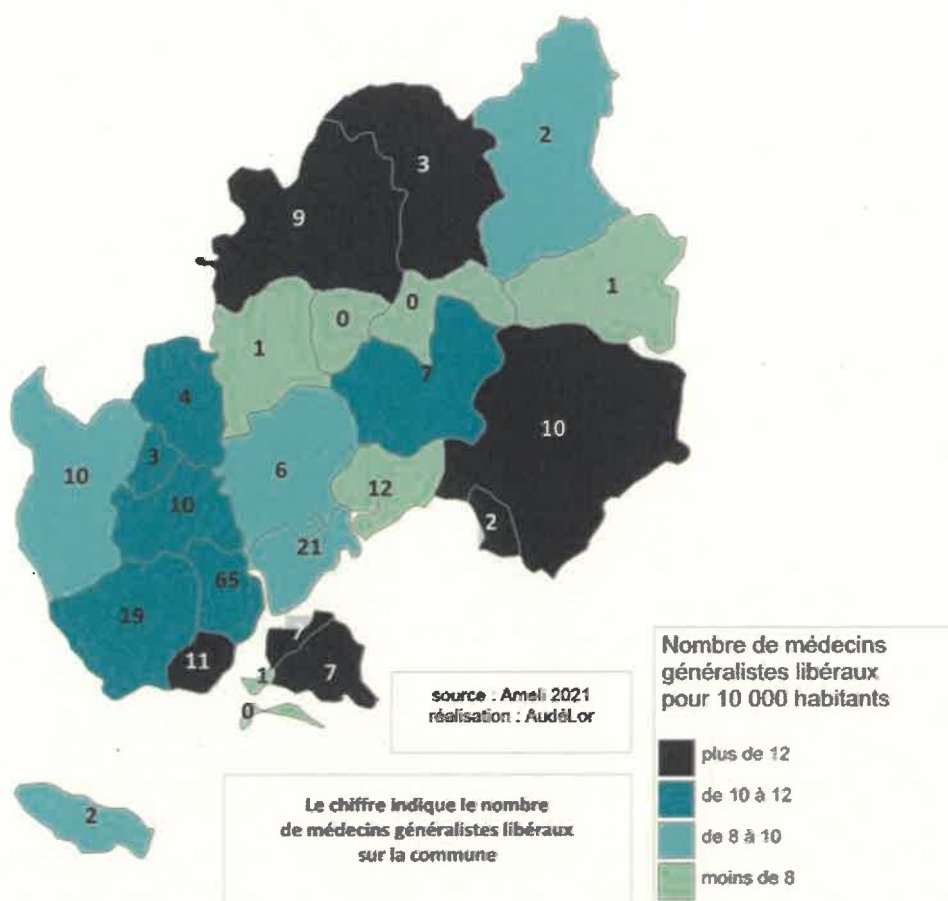 2
3
9
1
0
0
1
7
4
10
10
6
3
12
10
2
21
65
19
7
11
7
1
0
source : Ameli 2021
réalisation : AudéLor
Nombre de médecins
généralistes libéraux
pour 10 000 habitants
plus de 12
de 10 à 12
de 8 à 10
moins de 8
2
Le chiffre indique le nombre
de médecins généralistes libéraux
sur la commune